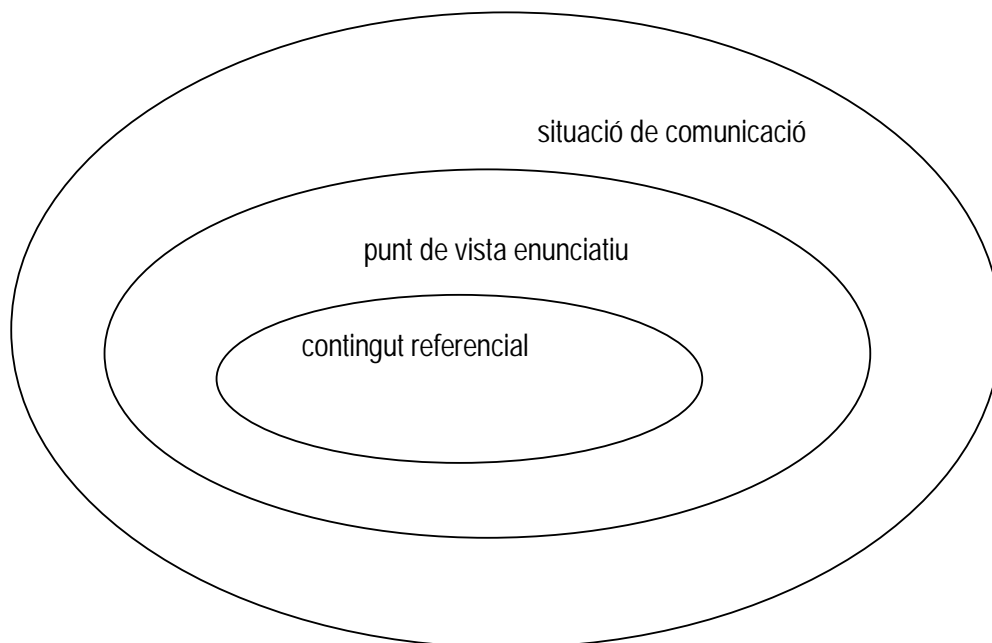 situació de comunicació
punt de vista enunciatiu
contingut referencial